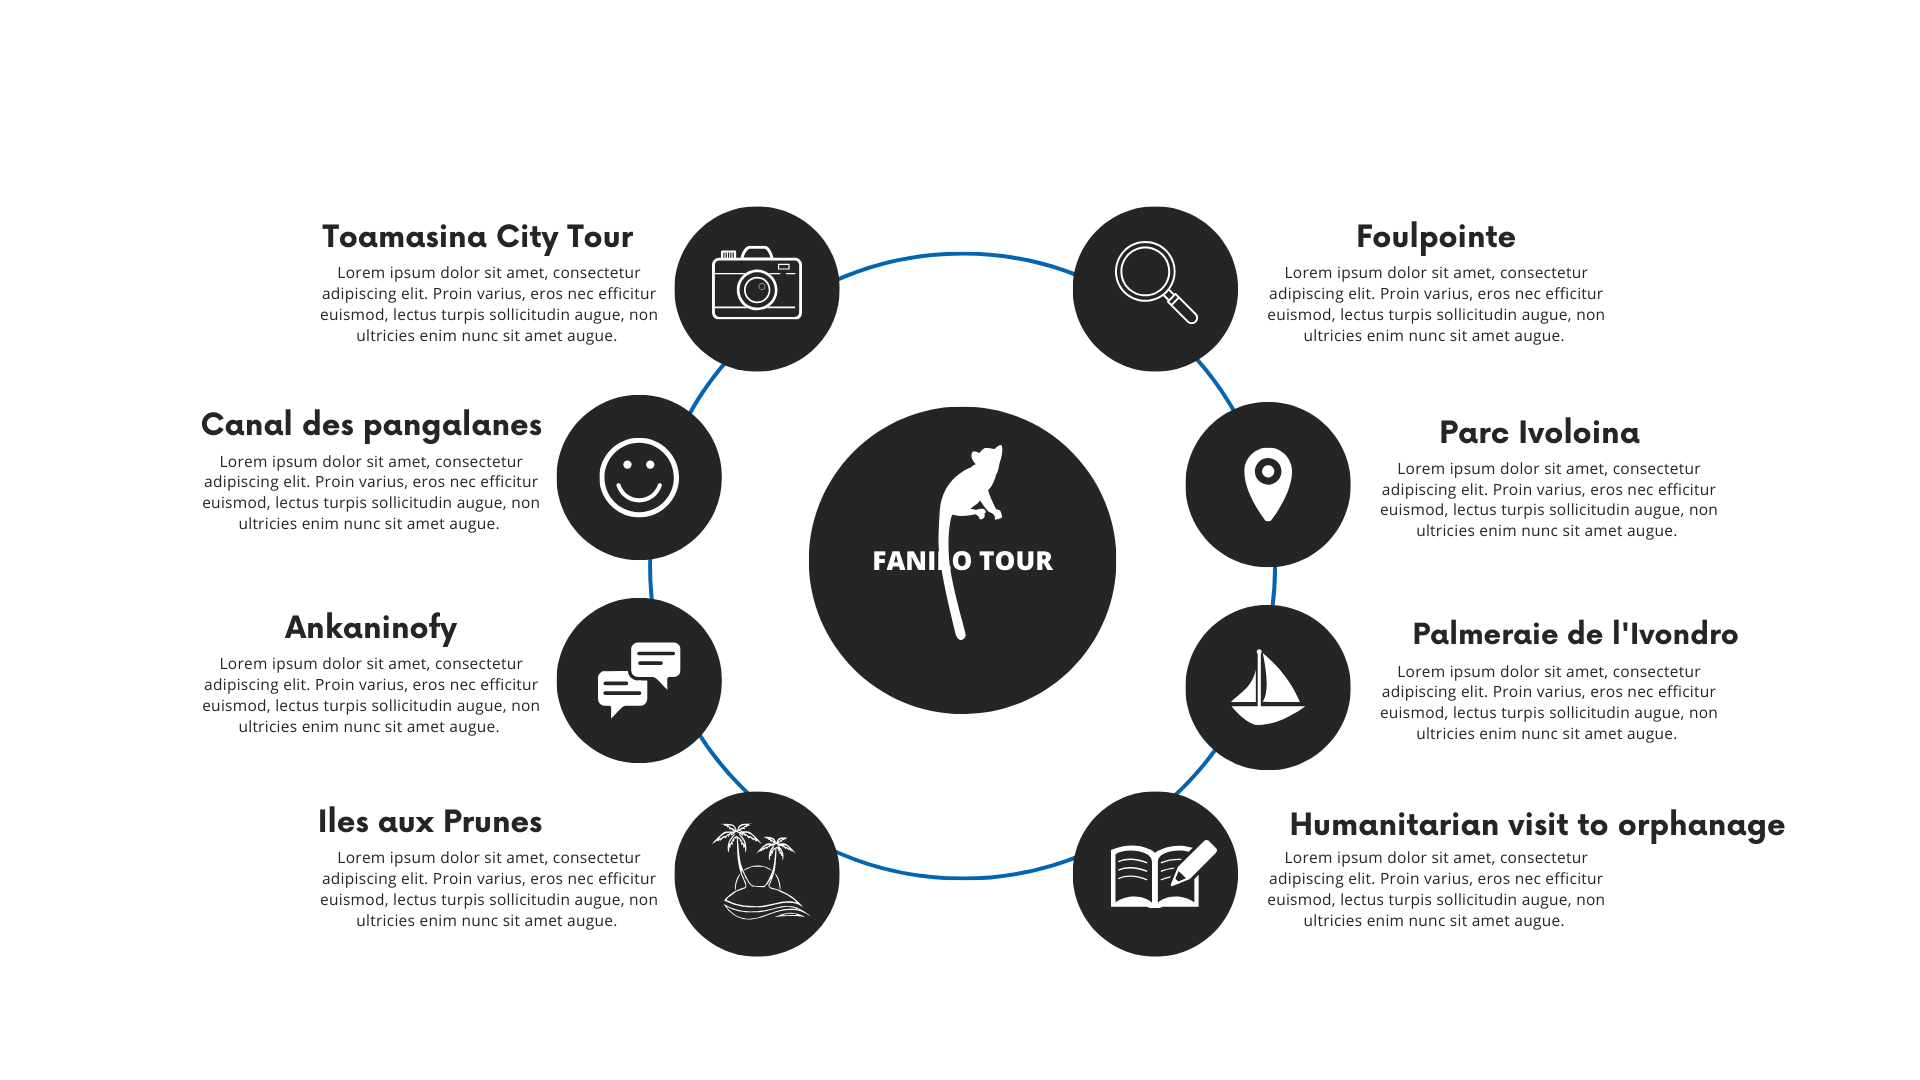 Toamasina City Tour
Lorem ipsum dolor sit amet, consectetur
adipiscing elit. Proin varius, eros nec efficitur
euismod, lectus turpis sollicitudin augue, non
ultricies enim nunc sit amet augue.
Canal des pangalanes
Lorem ipsum dolor sit amet, consectetur
adipiscing elit. Proin varius, eros nec efficitur
euismod, lectus turpis sollicitudin augue, non
ultricies enim nunc sit amet augue.
Ankaninofy
Lorem ipsum dolor sit amet, consectetur
adipiscing elit. Proin varius, eros nec efficitur
euismod, lectus turpis sollicitudin augue, non
ultricies enim nunc sit amet augue.
Iles aux Prunes
Lorem ipsum dolor sit amet, consectetur
adipiscing elit. Proin varius, eros nec efficitur
euismod, lectus turpis sollicitudin augue, non
ultricies enim nunc sit amet augue.
FANILO TOUR
Foulpointe
Lorem ipsum dolor sit amet, consectetur
adipiscing elit. Proin varius, eros nec efficitur
euismod, lectus turpis sollicitudin augue, non
ultricies enim nunc sit amet augue.
Parc Ivoloina
Lorem ipsum dolor sit amet, consectetur
adipiscing elit. Proin varius, eros nec efficitur
euismod, lectus turpis sollicitudin augue, non
ultricies enim nunc sit amet augue.
Palmeraie de l'Ivondro
Lorem ipsum dolor sit amet, consectetur
adipiscing elit. Proin varius, eros nec efficitur
euismod, lectus turpis sollicitudin augue, non
ultricies enim nunc sit amet augue.
Humanitarian visit to orphanage
Lorem ipsum dolor sit amet, consectetur
adipiscing elit. Proin varius, eros nec efficitur
euismod, lectus turpis sollicitudin augue, non
ultricies enim nunc sit amet augue.